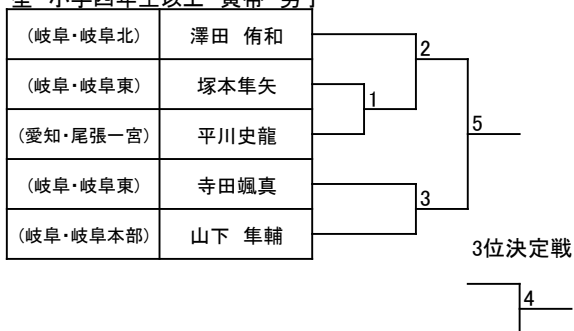 型 小学四年生以上 黄帯 男子
(岐阜・岐阜北) 澤田 侑和
2
(岐阜・岐阜東) 塚本隼矢
1
(愛知・尾張一宮) 平川史龍
5
(岐阜・岐阜東) 寺田颯真
3
(岐阜・岐阜本部) 山下 隼輔
3位決定戦
4